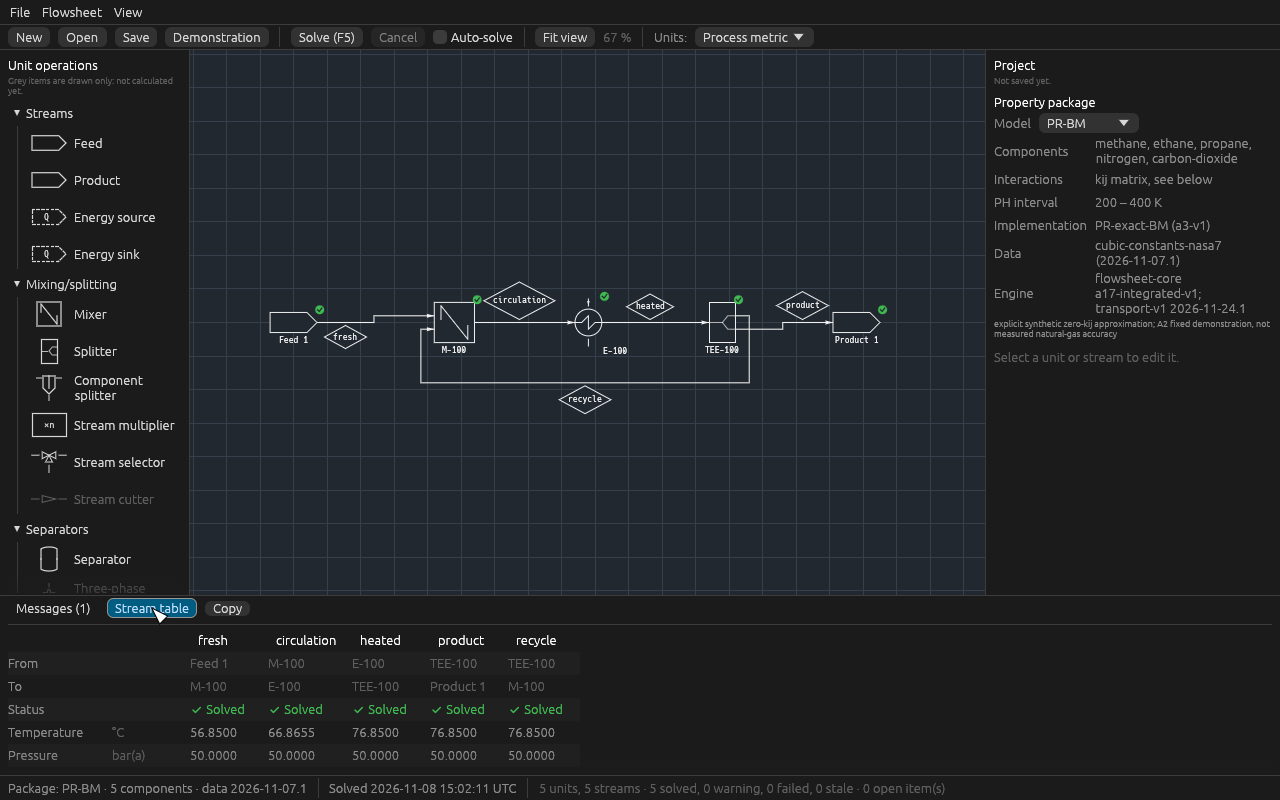 File Flowsheet View
New Open Save Demonstration Solve (F5) Cancel Auto-solve Fit view 67 % Units: Process metric
Unit operations
Grey items are drawn only: not calculated
yet.
Streams
Feed
Product
Q Energy source
Q Energy sink
Mixing/splitting
Mixer
Splitter
Component
splitter
×n Stream multiplier
Stream selector
Stream cutter
Separators
Separator
Three-phase
circulation
heated
product
Feed 1
fresh
M-100
E-100
TEE-100
Product 1
recycle
Project
Not saved yet.
Property package
Model PR-BM
Components methane, ethane, propane,
nitrogen, carbon-dioxide
Interactions kij matrix, see below
PH interval 200 – 400 K
Implementation PR-exact-BM (a3-v1)
Data cubic-constants-nasa7
(2026-11-07.1)
Engine flowsheet-core
a17-integrated-v1;
transport-v1 2026-11-24.1
explicit synthetic zero-kij approximation; A2 fixed demonstration, not
measured natural-gas accuracy
Select a unit or stream to edit it.
Messages (1) Stream table Copy
fresh circulation heated product recycle
From Feed 1 M-100 E-100 TEE-100 TEE-100
To M-100 E-100 TEE-100 Product 1 M-100
Status ✓ Solved ✓ Solved ✓ Solved ✓ Solved ✓ Solved
Temperature °C 56.8500 66.8655 76.8500 76.8500 76.8500
Pressure bar(a) 50.0000 50.0000 50.0000 50.0000 50.0000
Package: PR-BM · 5 components · data 2026-11-07.1 Solved 2026-11-08 15:02:11 UTC 5 units, 5 streams · 5 solved, 0 warning, 0 failed, 0 stale · 0 open item(s)